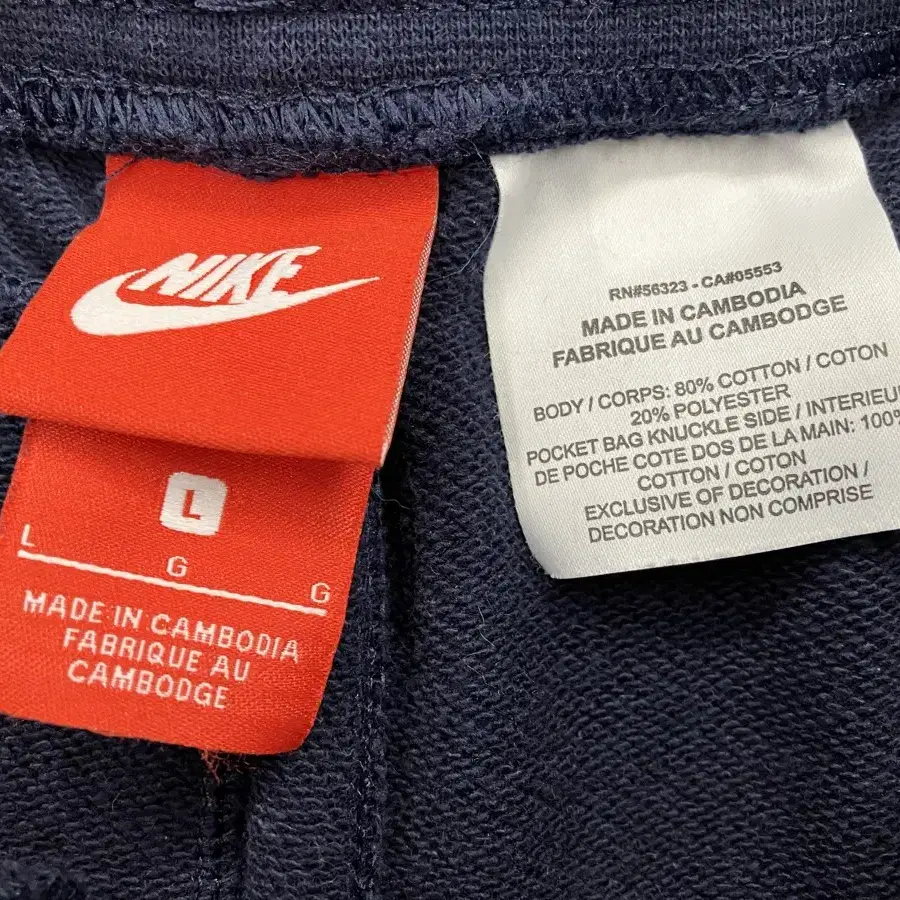 NIKE
L
L
G
G
MADE IN CAMBODIA
FABRIQUE AU
CAMBODGE
RN#56323 - CA#05553
MADE IN CAMBODIA
FABRIQUE AU CAMBODGE
BODY / CORPS: 80% COTTON / COTON
20% POLYESTER
POCKET BAG KNUCKLE SIDE / INTERIEU
DE POCHE COTE DOS DE LA MAIN: 100%
COTTON / COTON
EXCLUSIVE OF DECORATION /
DECORATION NON COMPRISE